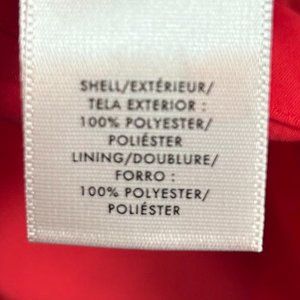 SHELL/EXTÉRIEUR/
TELA EXTERIOR :
100% POLYESTER/
POLIÉSTER
LINING/DOUBLURE/
FORRO :
100% POLYESTER/
POLIÉSTER